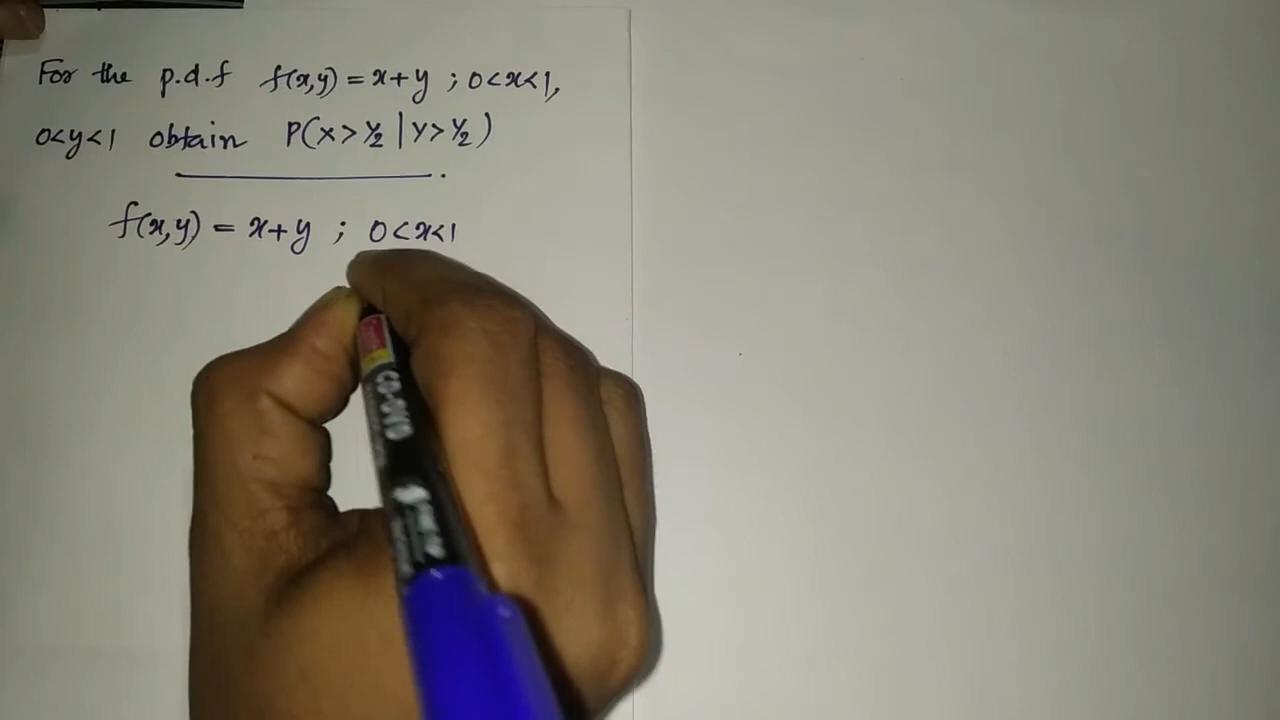 For the p.d.f f(x,y) = x+y ; 0<x<1,
0<y<1 obtain P(X>1/2 | Y>1/2)
f(x,y) = x+y ; 0<x<1